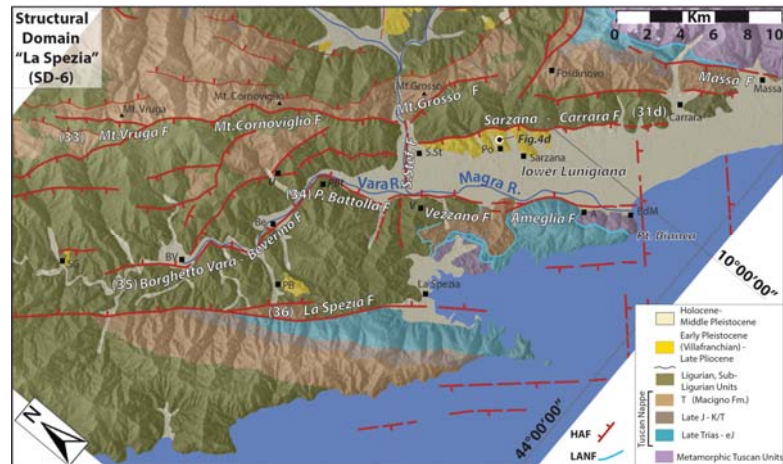 Structural
Domain
"La Spezia"
(SD-6)
Km
0 2 4 6 8 10
Fosdinovo
Massa F
Massa
Mt.Grosso
Mt.Cornoviglio
Mt.Grosso F
Mt. Vruga
Sarzana - Carrara F (31d)
Carrara
Mt.Cornoviglio F
(33) Mt.Vruga F
Fig.4d
S.St
Po
Sarzana
S.Stef F
lower Lunigiana
Vara R.
Magra R.
(34) P. Battolla F
V
Vezzano F
Ameglia F
A
BdM
Pt. Bianca
Be
BV
(35) Borghetto Vara - Beverino F
PB
La Spezia
(36) La Spezia F
10°00'00"
44°00'00"
N
HAF
LANF
Holocene-
Middle Pleistocene
Early Pleistocene
(Villafranchian) -
Late Pliocene
Ligurian, Sub-
Ligurian Units
Tuscan Nappe
T (Macigno Fm.)
Late J - K/T
Late Trias - eJ
Metamorphic Tuscan Units